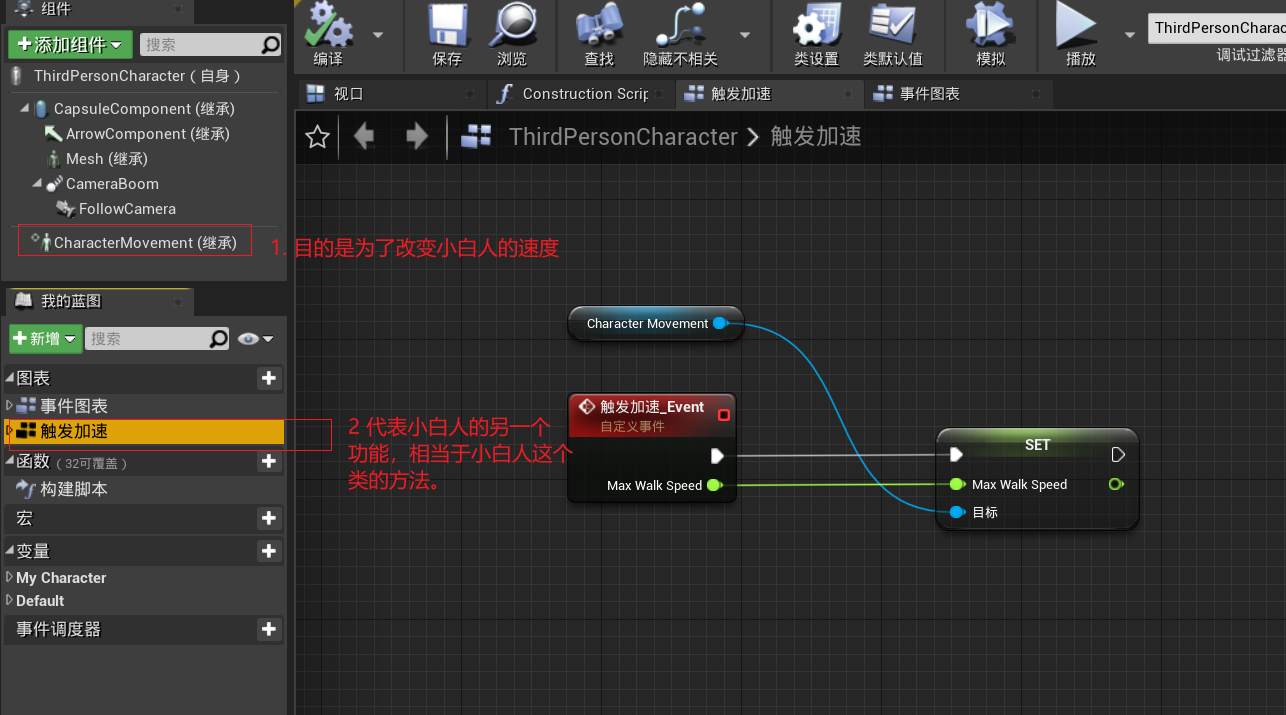 组件
添加组件
搜索
ThirdPersonCharacter ( 自身 )
CapsuleComponent (继承)
ArrowComponent (继承)
Mesh (继承)
CameraBoom
FollowCamera
CharacterMovement (继承)
我的蓝图
新增
搜索
图表
事件图表
触发加速
函数 ( 32可覆盖 )
构建脚本
宏
变量
My Character
Default
事件调度器
编译
保存
浏览
查找
隐藏不相关
类设置
类默认值
模拟
播放
ThirdPersonCharac
调试过滤器
视口
Construction Scrip
触发加速
事件图表
ThirdPersonCharacter
触发加速
1. 目的是为了改变小白人的速度
2 代表小白人的另一个
功能，相当于小白人这个
类的方法。
Character Movement
触发加速_Event
自定义事件
Max Walk Speed
SET
Max Walk Speed
目标